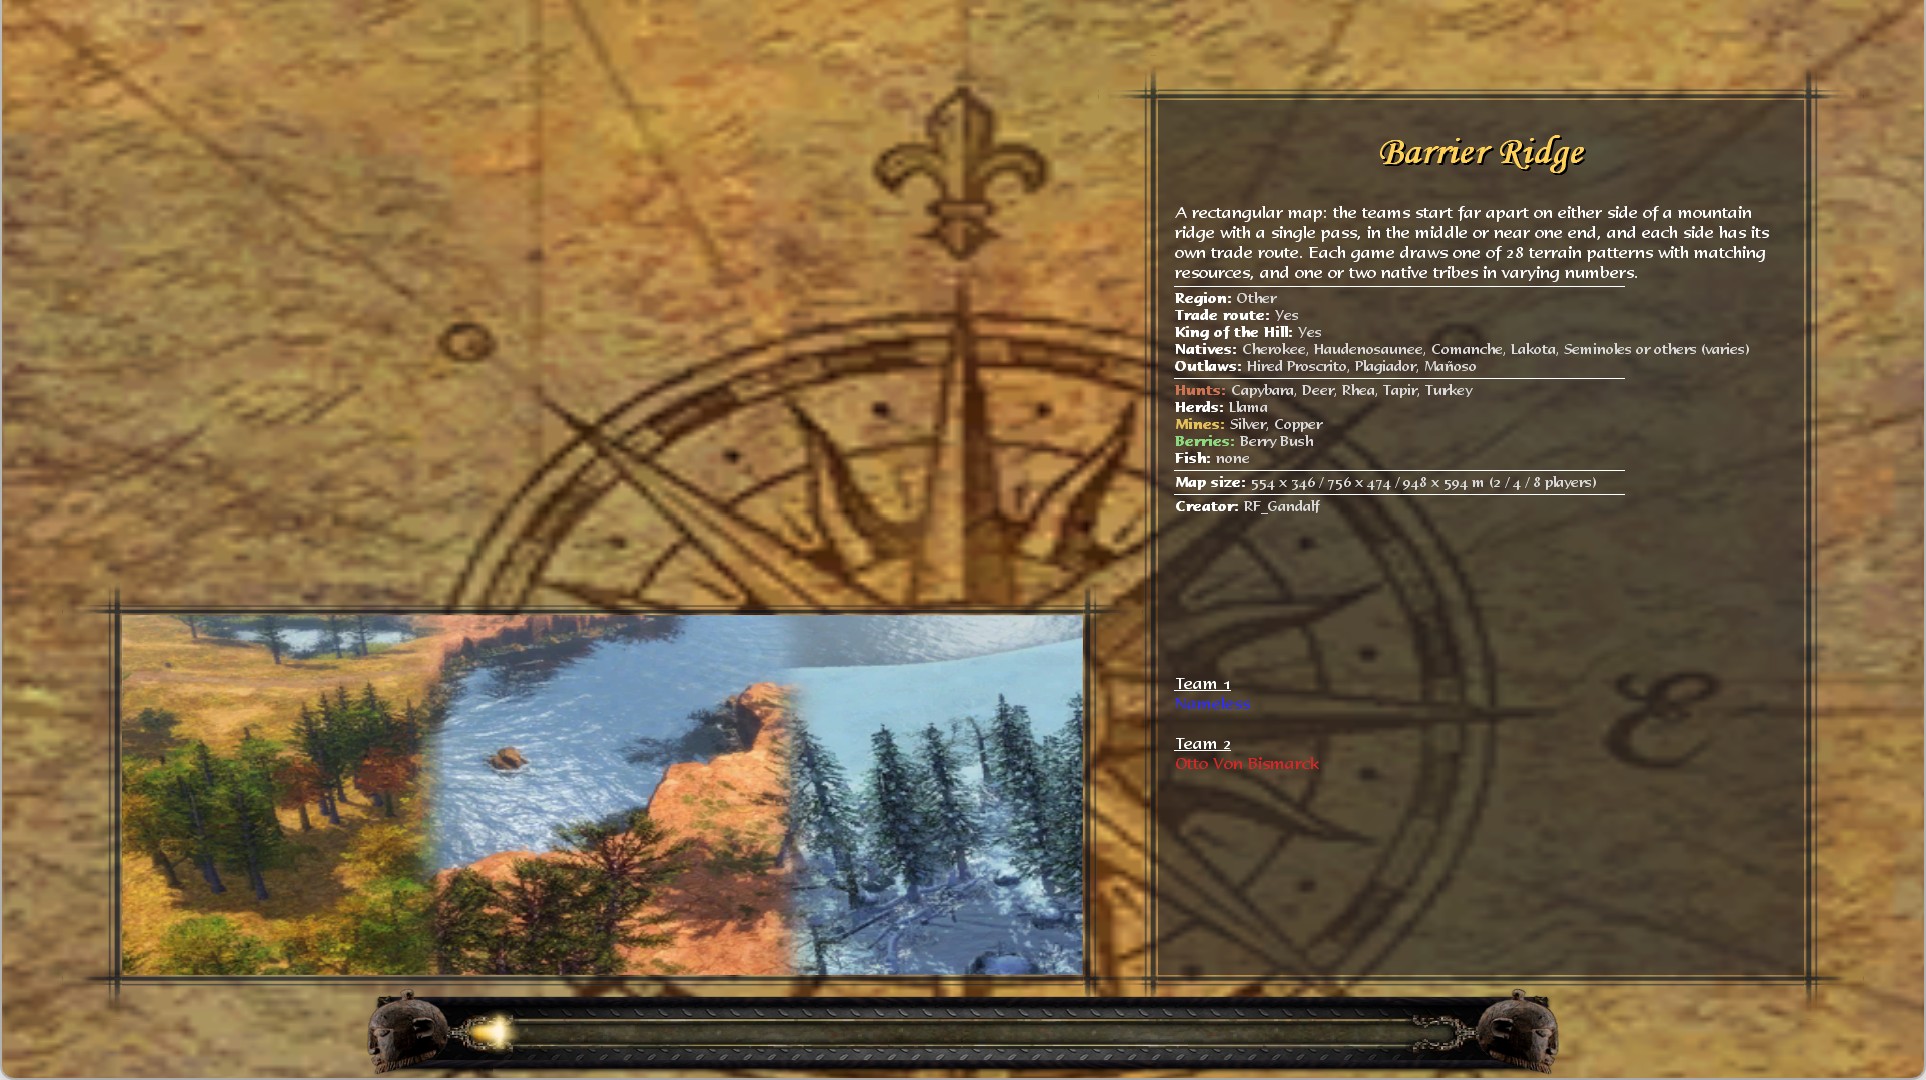 Barrier Ridge
A rectangular map: the teams start far apart on either side of a mountain
ridge with a single pass, in the middle or near one end, and each side has its
own trade route. Each game draws one of 28 terrain patterns with matching
resources, and one or two native tribes in varying numbers.
Region: Other
Trade route: Yes
King of the Hill: Yes
Natives: Cherokee, Haudenosaunee, Comanche, Lakota, Seminoles or others (varies)
Outlaws: Hired Proscrito, Plagiador, Mañoso
Hunts: Capybara, Deer, Rhea, Tapir, Turkey
Herds: Llama
Mines: Silver, Copper
Berries: Berry Bush
Fish: none
Map size: 554 x 346 / 756 x 474 / 948 x 594 m (2 / 4 / 8 players)
Creator: RF_Gandalf
E
Team 1
Nameless
Team 2
Otto Von Bismarck